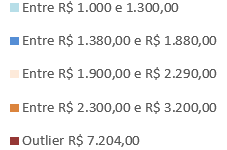 Entre R$ 1.000 e 1.300,00
Entre R$ 1.380,00 e R$ 1.880,00
Entre R$ 1.900,00 e R$ 2.290,00
Entre R$ 2.300,00 e R$ 3.200,00
Outlier R$ 7.204,00